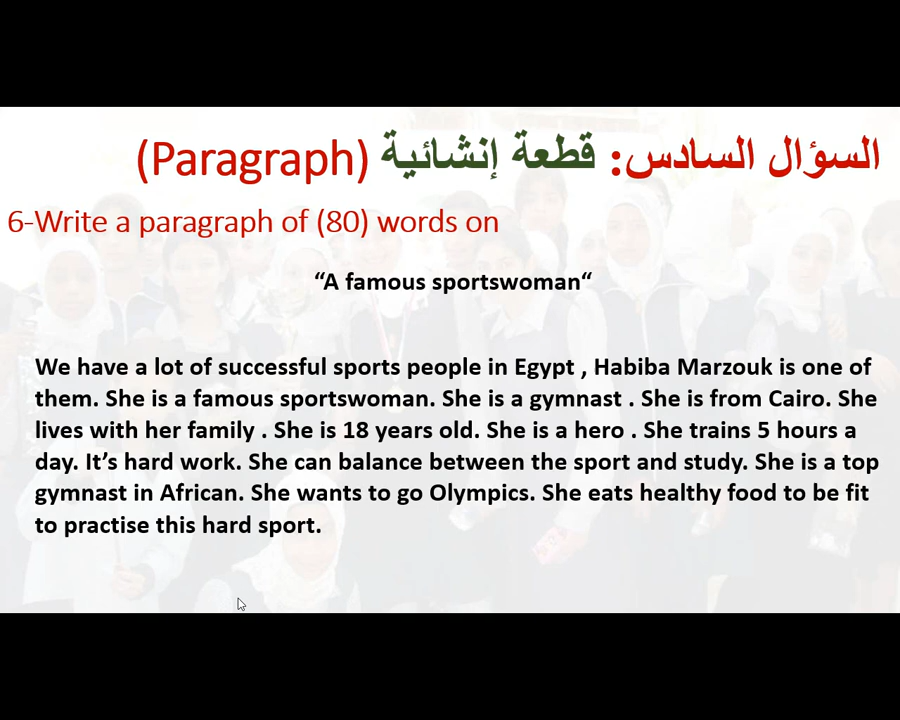 السؤال السادس: قطعة إنشائية (Paragraph)
6-Write a paragraph of (80) words on
“A famous sportswoman“
We have a lot of successful sports people in Egypt , Habiba Marzouk is one of
them. She is a famous sportswoman. She is a gymnast . She is from Cairo. She
lives with her family . She is 18 years old. She is a hero . She trains 5 hours a
day. It’s hard work. She can balance between the sport and study. She is a top
gymnast in African. She wants to go Olympics. She eats healthy food to be fit
to practise this hard sport.